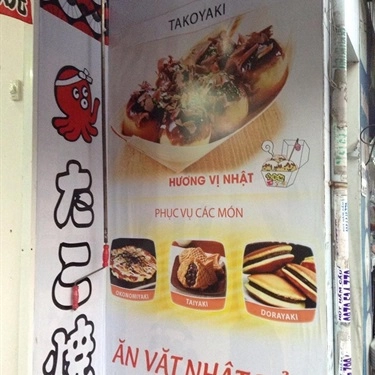 TAKOYAKI
HƯƠNG VỊ NHẬT
PHỤC VỤ CÁC MÓN
OKONOMIYAKI
TAIYAKI
DORAYAKI
ĂN VẶT NHẬT
たこ焼